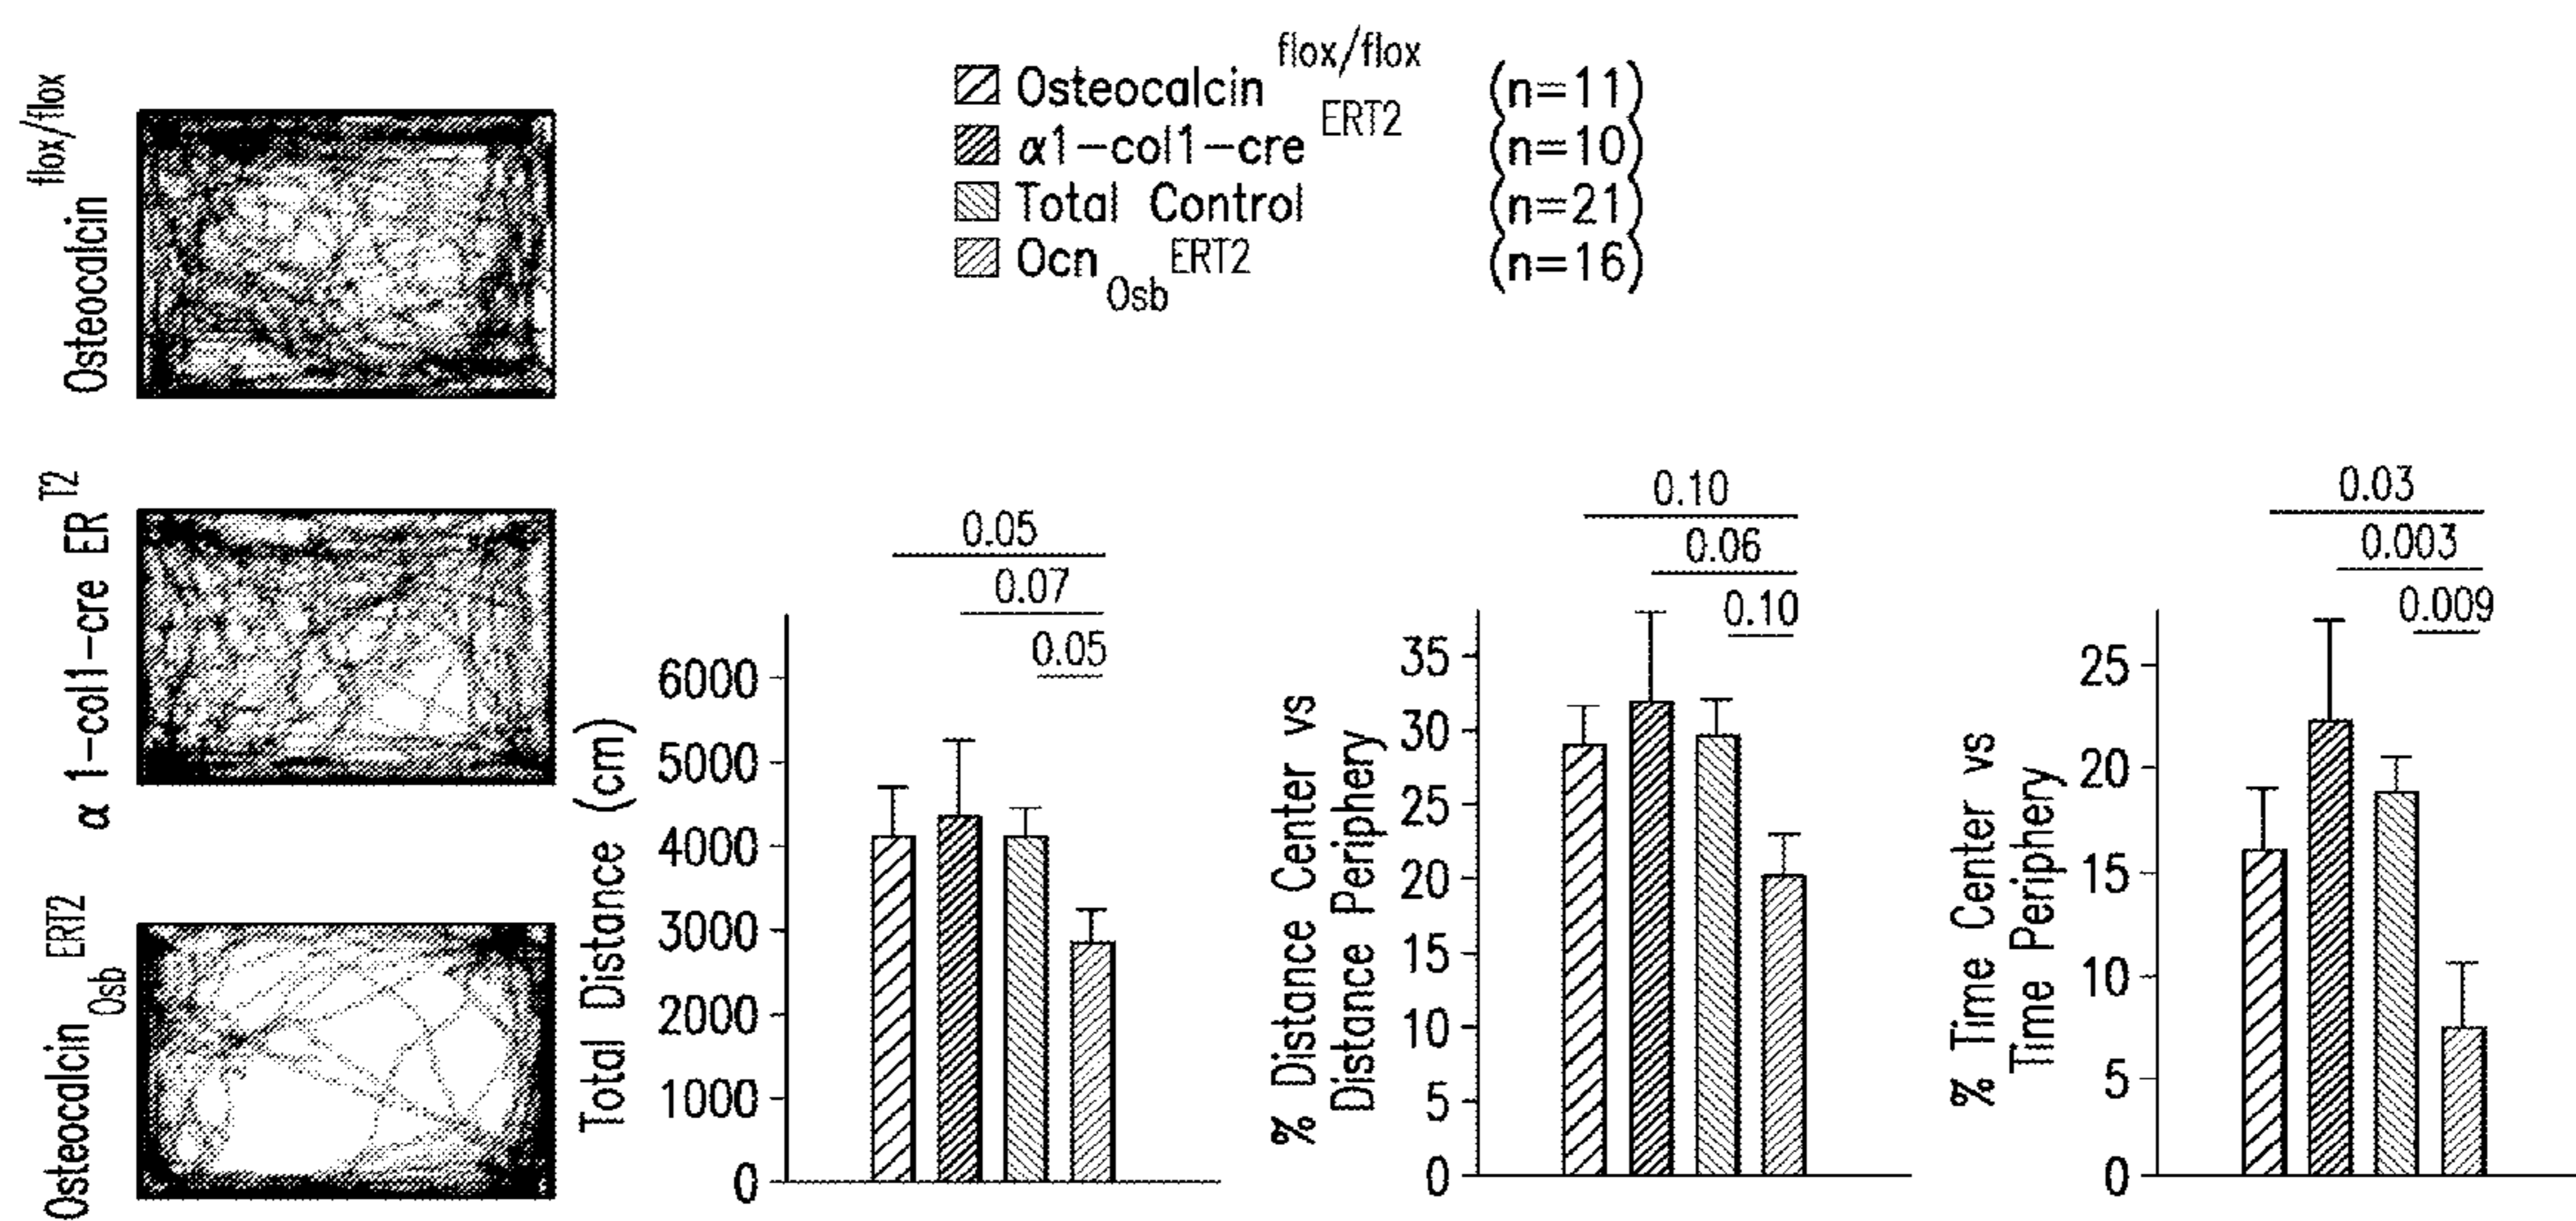 Osteocalcin flox/flox (n=11)
α1-col1-cre ERT2 (n=10)
Total Control (n=21)
Ocn Osb ERT2 (n=16)
Osteocalcin flox/flox
α 1-col1-cre ER T2
Osteocalcin Osb ERT2
Total Distance (cm)
6000
5000
4000
3000
2000
1000
0
0.05
0.07
0.05
% Distance Center vs
Distance Periphery
35
30
25
20
15
10
5
0
0.10
0.06
0.10
% Time Center vs
Time Periphery
25
20
15
10
5
0
0.03
0.003
0.009